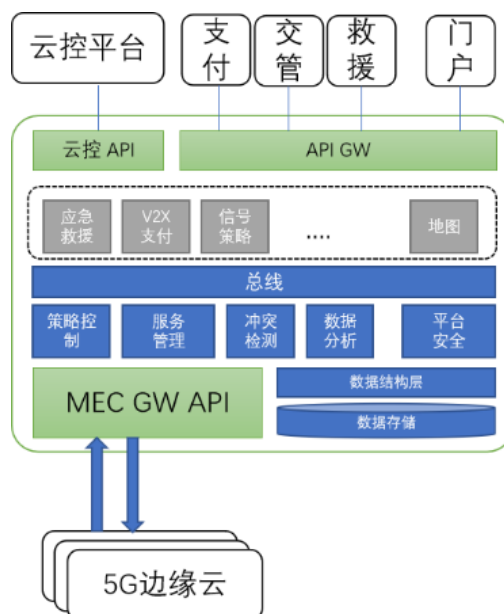 云控平台
支付
交管
救援
门户
云控 API
API GW
应急
救援
V2X
支付
信号
策略
....
地图
总线
策略控
制
服务
管理
冲突
检测
数据
分析
平台
安全
MEC GW API
数据结构层
数据存储
5G边缘云